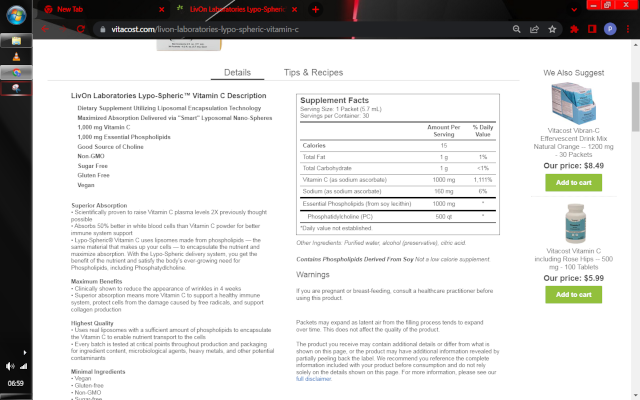 New Tab
LivOn Laboratories Lypo-Spheric
vitacost.com/livon-laboratories-lypo-spheric-vitamin-c
Details
Tips & Recipes
LivOn Laboratories Lypo-Spheric™ Vitamin C Description
Dietary Supplement Utilizing Liposomal Encapsulation Technology
Maximized Absorption Delivered via "Smart" Lyposomal Nano-Spheres
1,000 mg Vitamin C
1,000 mg Essential Phospholipids
Good Source of Choline
Non-GMO
Sugar Free
Gluten Free
Vegan
Superior Absorption
• Scientifically proven to raise Vitamin C plasma levels 2X previously thought
possible
• Absorbs 50% better in white blood cells than Vitamin C powder for better
immune system support
• Lypo-Spheric® Vitamin C uses liposomes made from phospholipids — the
same material that makes up your cells — to encapsulate the nutrient and
maximize absorption. With the Lypo-Spheric delivery system, you get the
benefit of the nutrient and satisfy the body's ever-growing need for
Phospholipids, including Phosphatydlcholine.
Maximum Benefits
• Clinically shown to reduce the appearance of wrinkles in 4 weeks
• Superior absorption means more Vitamin C to support a healthy immune
system, protect cells from the damage caused by free radicals, and support
collagen production
Highest Quality
• Uses real liposomes with a sufficient amount of phospholipids to encapsulate
the Vitamin C to enable nutrient transport to the cells
• Every batch is tested at critical points throughout production and packaging
for ingredient content, microbiological agents, heavy metals, and other potential
contaminants
Minimal Ingredients
• Vegan
• Gluten-free
• Non-GMO
• Sugar-free
Supplement Facts
Serving Size: 1 Packet (5.7 mL)
Servings per Container: 30
Amount Per Serving % Daily Value
Calories 15
Total Fat 1 g 1%
Total Carbohydrate 1 g <1%
Vitamin C (as sodium ascorbate) 1000 mg 1,111%
Sodium (as sodium ascorbate) 160 mg 6%
Essential Phospholipids (from soy lecithin) 1000 mg *
Phosphatdylcholine (PC) 500 qt *
*Daily value not established.
Other Ingredients: Purified water, alcohol (preservative), citric acid.
Contains Phospholipids Derived From Soy Not a low calorie supplement.
Warnings
If you are pregnant or breast-feeding, consult a healthcare practitioner before
using this product.
Packets may expand as latent air from the filling process tends to expand
over time. This does not affect the quality of the product.
The product you receive may contain additional details or differ from what is
shown on this page, or the product may have additional information revealed by
partially peeling back the label. We recommend you reference the complete
information included with your product before consumption and do not rely
solely on the details shown on this page. For more information, please see our
full disclaimer.
We Also Suggest
Vitacost Vibran-C
Effervescent Drink Mix
Natural Orange -- 1200 mg
- 30 Packets
Our price: $8.49
Add to cart
Vitacost Vitamin C
including Rose Hips -- 500
mg - 100 Tablets
Our price: $5.99
Add to cart
P
06:59